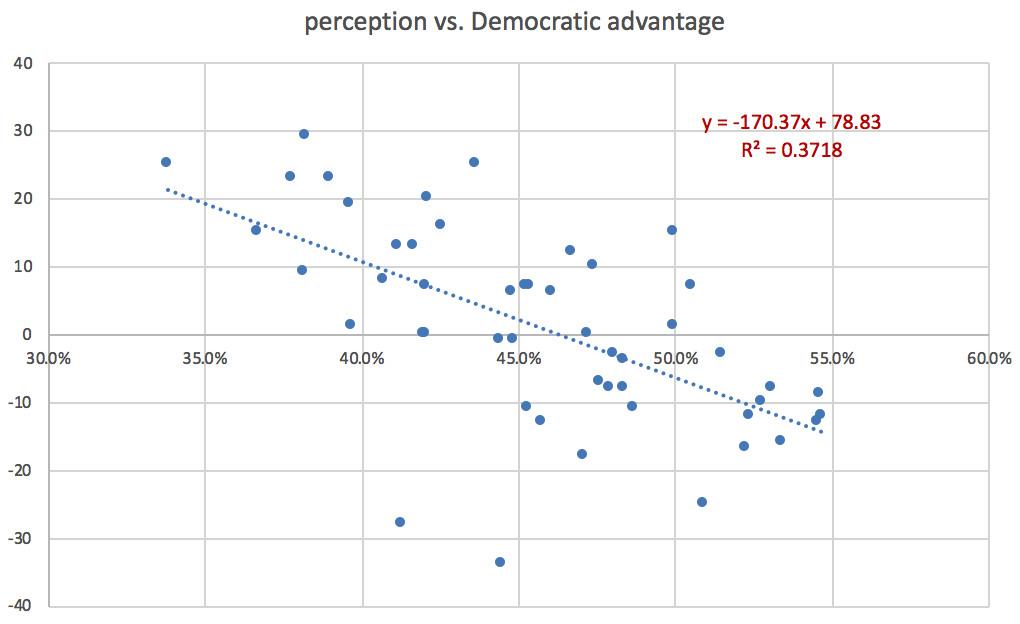 perception vs. Democratic advantage
40
30
y = -170.37x + 78.83
R² = 0.3718
20
10
0
30.0% 35.0% 40.0% 45.0% 50.0% 55.0% 60.0%
-10
-20
-30
-40